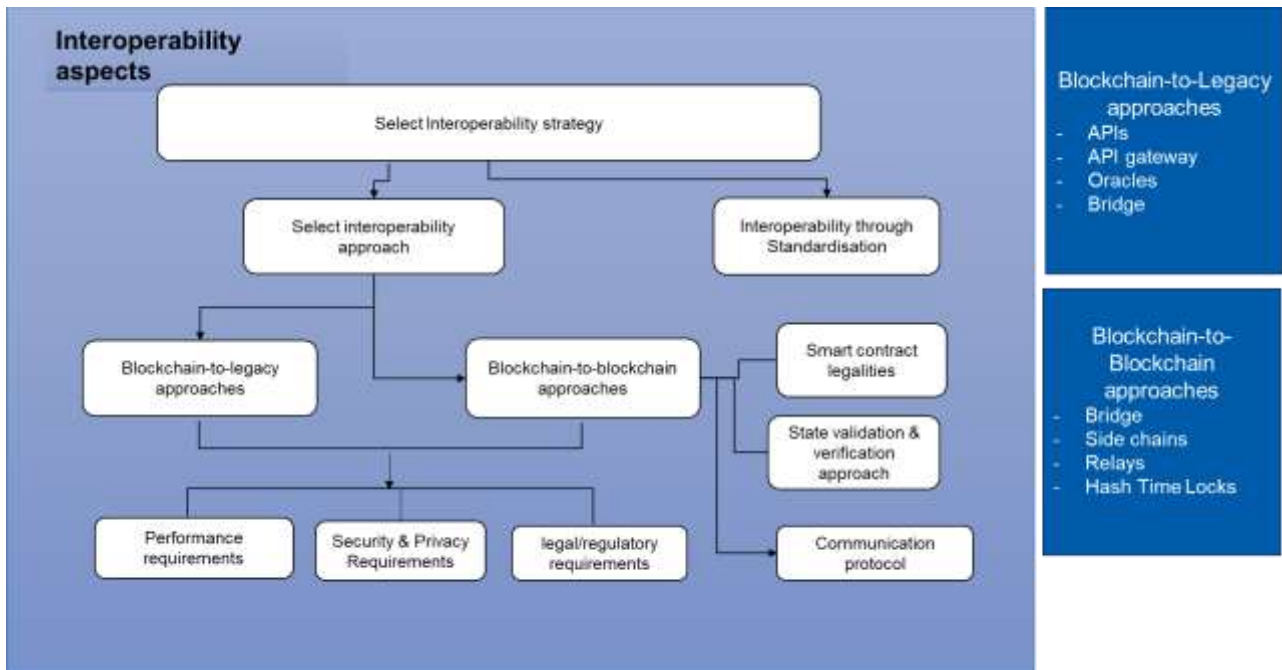 Interoperability
aspects
Select Interoperability strategy
Select interoperability
approach
Interoperability through
Standardisation
Blockchain-to-legacy
approaches
Blockchain-to-blockchain
approaches
Smart contract
legalities
State validation &
verification
approach
Performance
requirements
Security & Privacy
Requirements
legal/regulatory
requirements
Communication
protocol
Blockchain-to-Legacy
approaches
- APIs
- API gateway
- Oracles
- Bridge
Blockchain-to-
Blockchain
approaches
- Bridge
- Side chains
- Relays
- Hash Time Locks